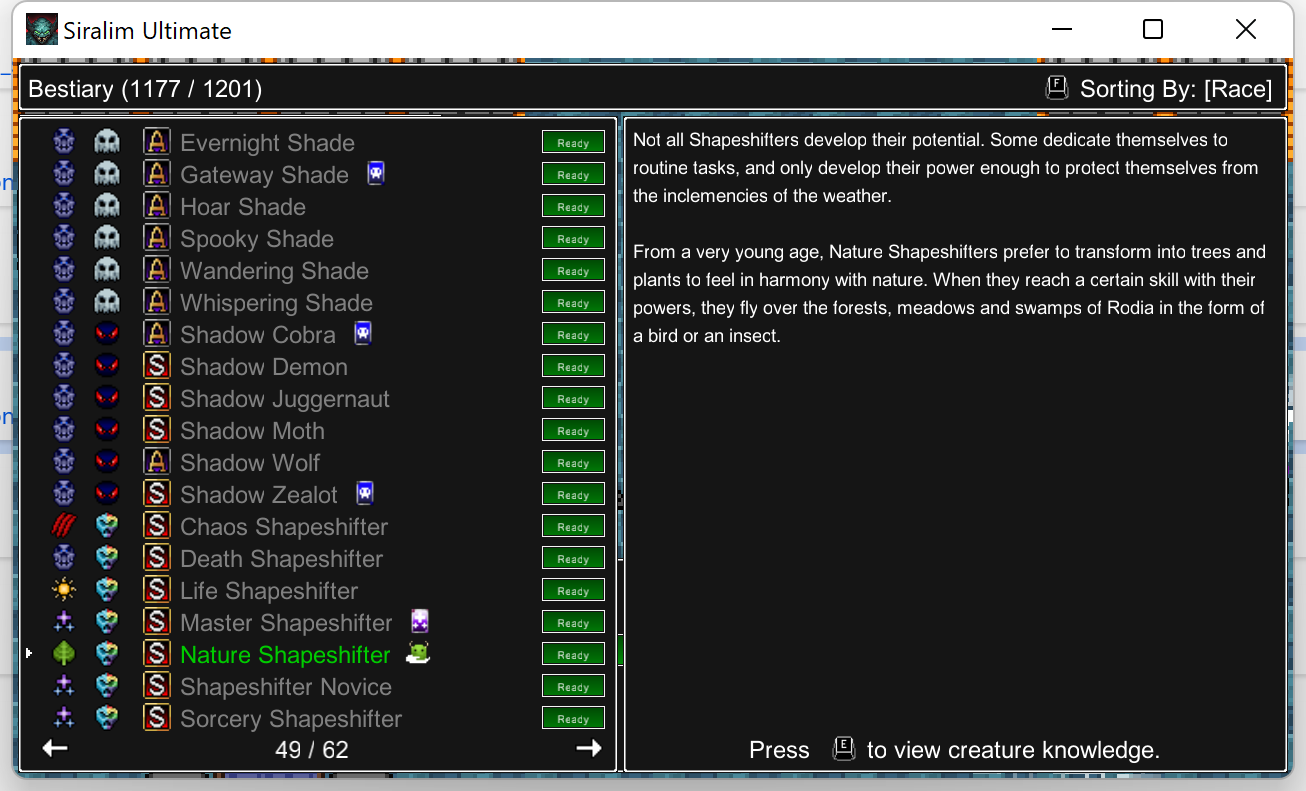 Siralim Ultimate
Bestiary (1177 / 1201)
F Sorting By: [Race]
A Evernight Shade Ready
A Gateway Shade Ready
A Hoar Shade Ready
A Spooky Shade Ready
A Wandering Shade Ready
A Whispering Shade Ready
A Shadow Cobra Ready
S Shadow Demon Ready
S Shadow Juggernaut Ready
S Shadow Moth Ready
A Shadow Wolf Ready
S Shadow Zealot Ready
S Chaos Shapeshifter Ready
S Death Shapeshifter Ready
S Life Shapeshifter Ready
S Master Shapeshifter Ready
S Nature Shapeshifter Ready
S Shapeshifter Novice Ready
S Sorcery Shapeshifter Ready
49 / 62
Not all Shapeshifters develop their potential. Some dedicate themselves to
routine tasks, and only develop their power enough to protect themselves from
the inclemencies of the weather.
From a very young age, Nature Shapeshifters prefer to transform into trees and
plants to feel in harmony with nature. When they reach a certain skill with their
powers, they fly over the forests, meadows and swamps of Rodia in the form of
a bird or an insect.
Press E to view creature knowledge.